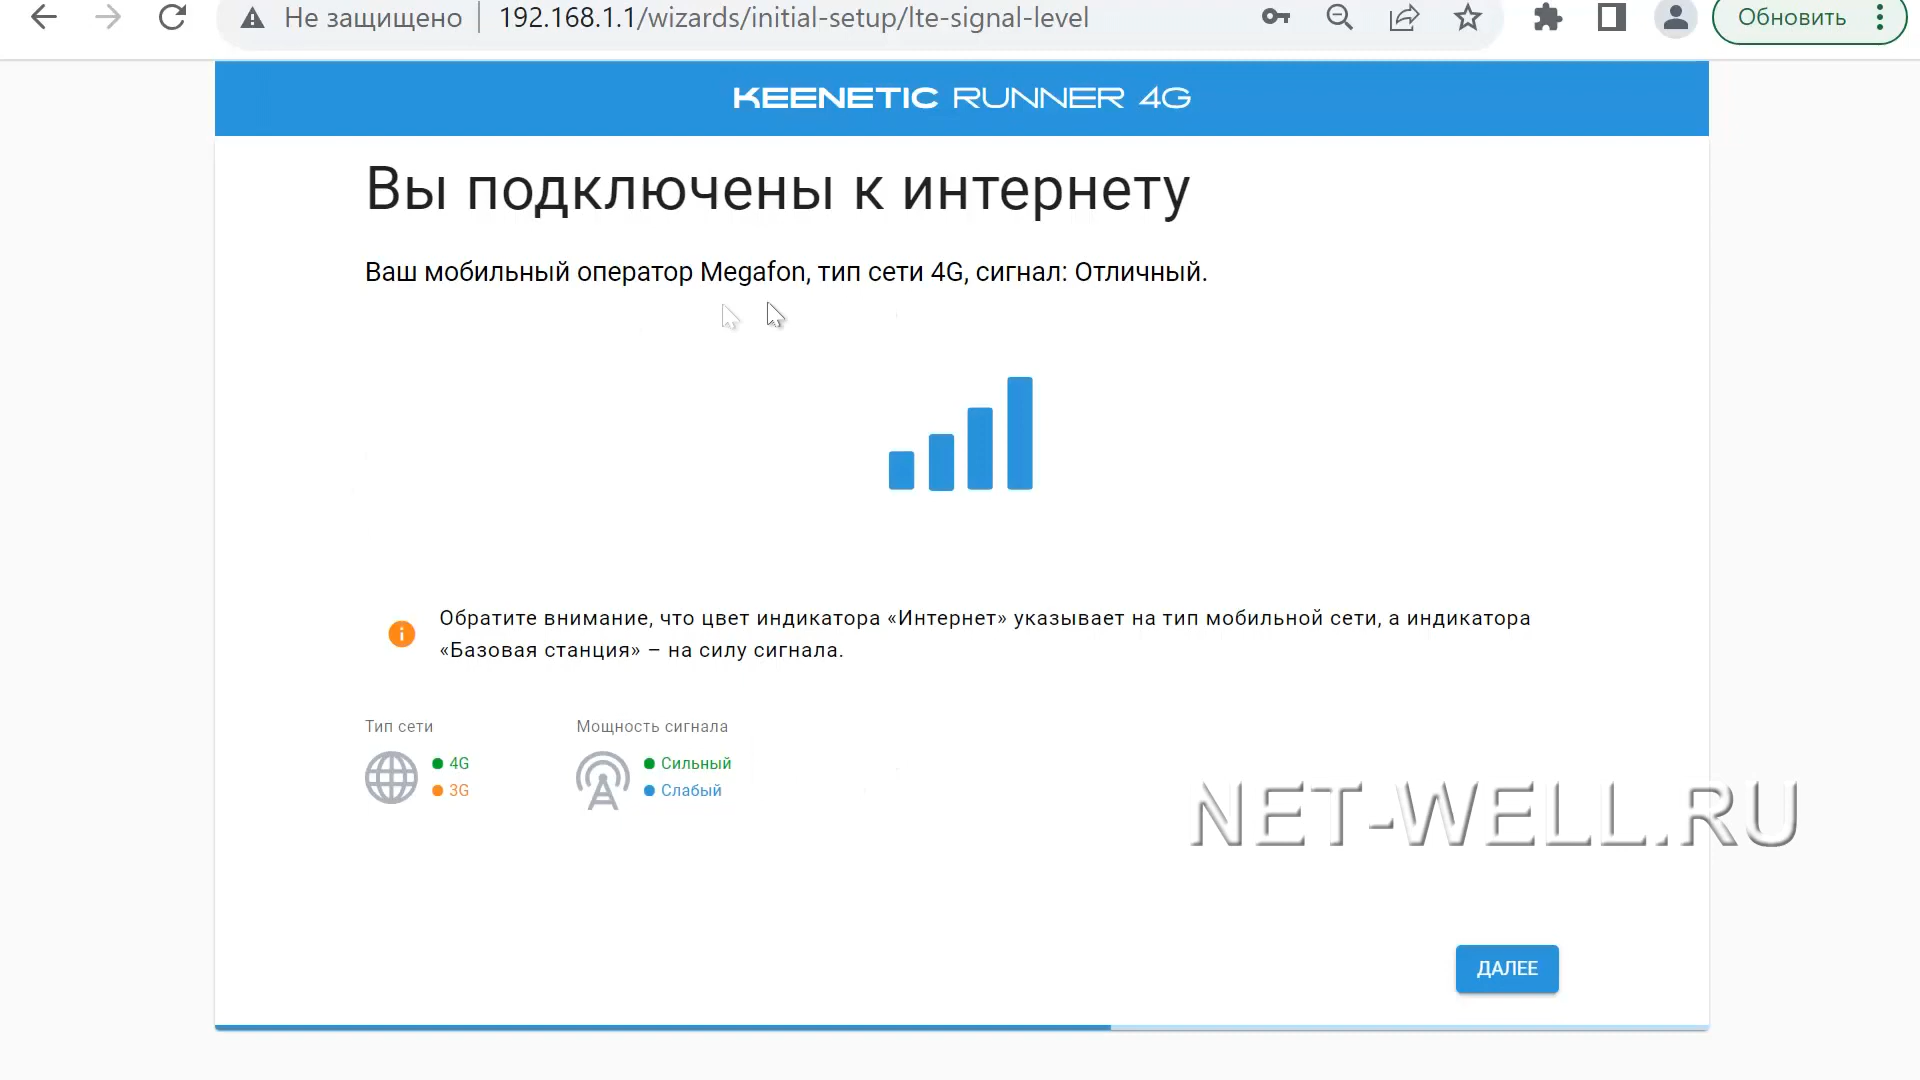 Не защищено
192.168.1.1/wizards/initial-setup/lte-signal-level
Обновить
KEENETIC RUNNER 4G
Вы подключены к интернету
Ваш мобильный оператор Megafon, тип сети 4G, сигнал: Отличный.
Обратите внимание, что цвет индикатора «Интернет» указывает на тип мобильной сети, а индикатора
«Базовая станция» – на силу сигнала.
Тип сети
4G
3G
Мощность сигнала
Сильный
Слабый
NET-WELL.RU
ДАЛЕЕ